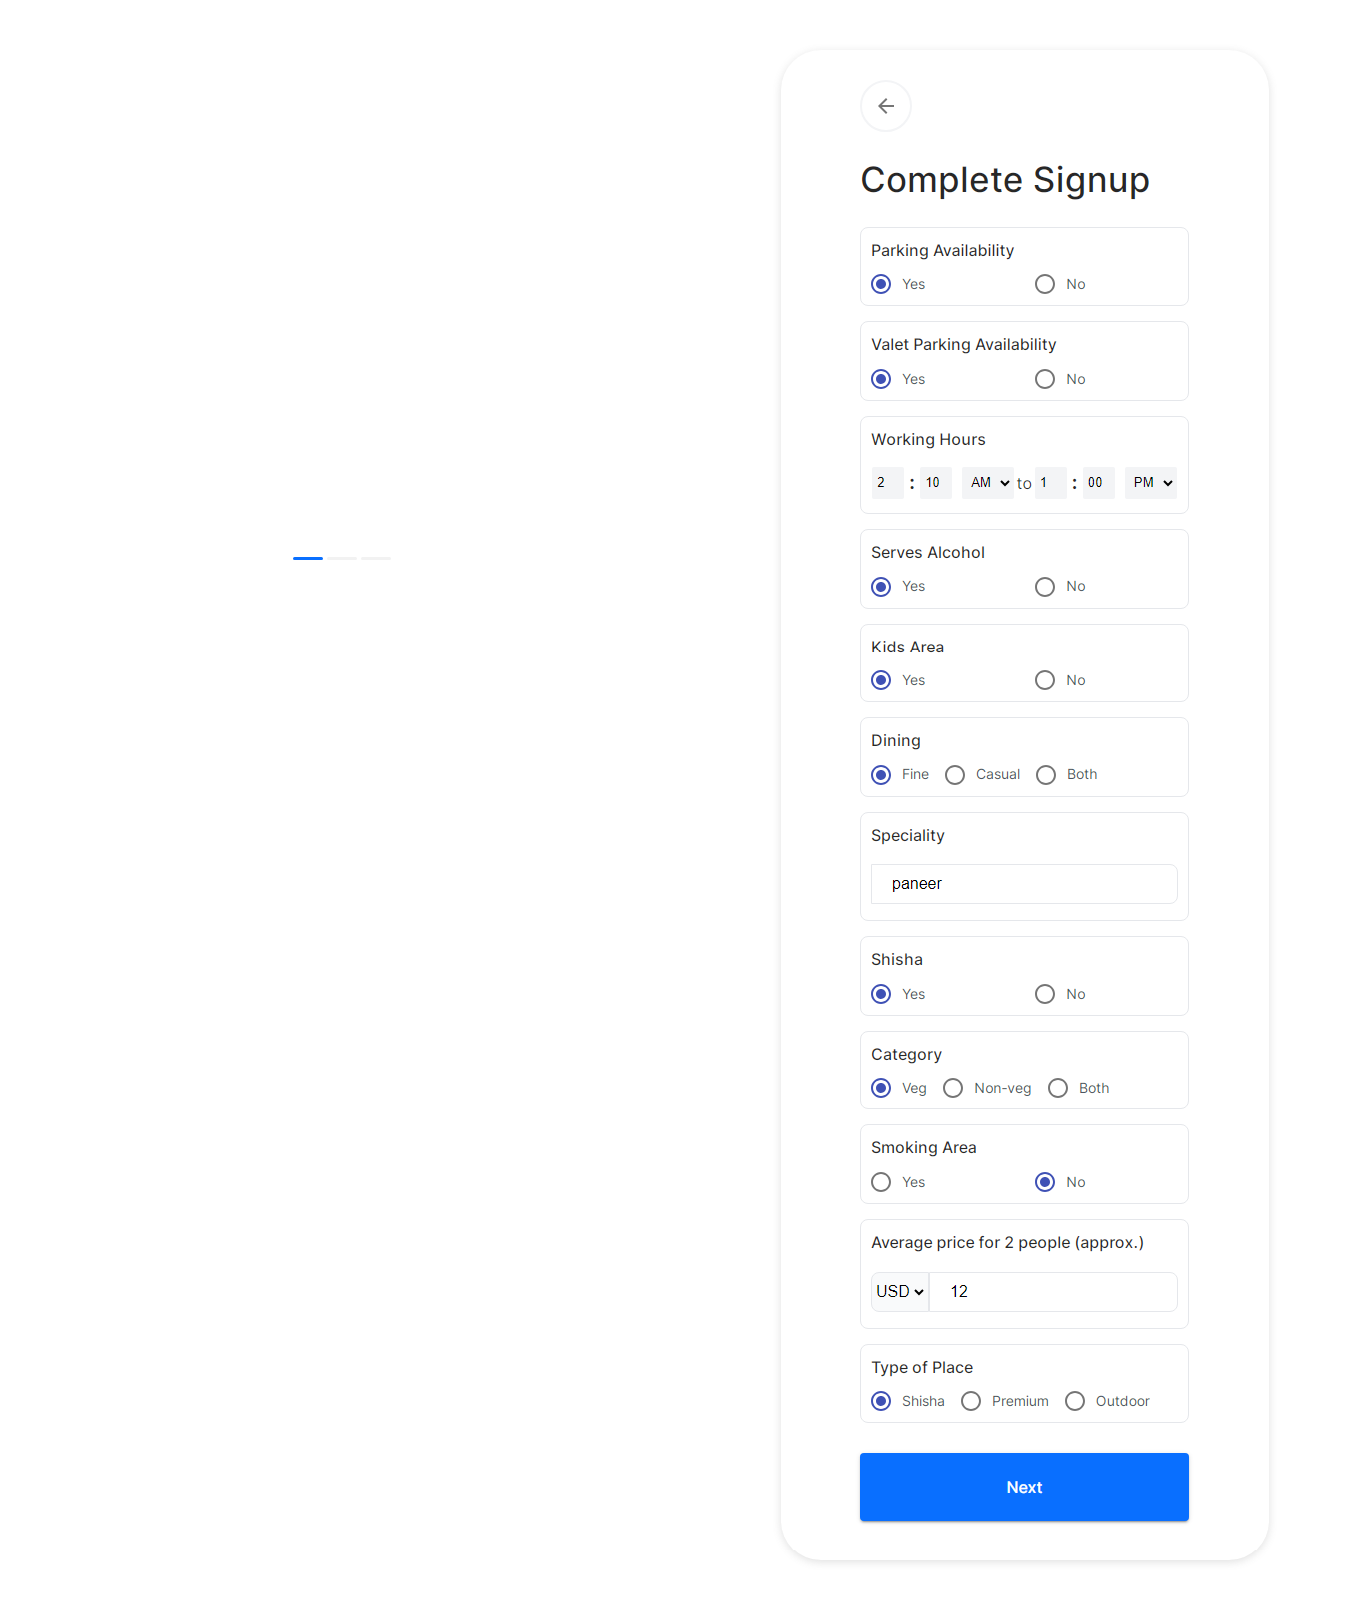 Complete Signup
Parking Availability
Yes No
Valet Parking Availability
Yes No
Working Hours
2 : 10 AM to 1 : 00 PM
Serves Alcohol
Yes No
Kids Area
Yes No
Dining
Fine Casual Both
Speciality
paneer
Shisha
Yes No
Category
Veg Non-veg Both
Smoking Area
Yes No
Average price for 2 people (approx.)
USD 12
Type of Place
Shisha Premium Outdoor
Next